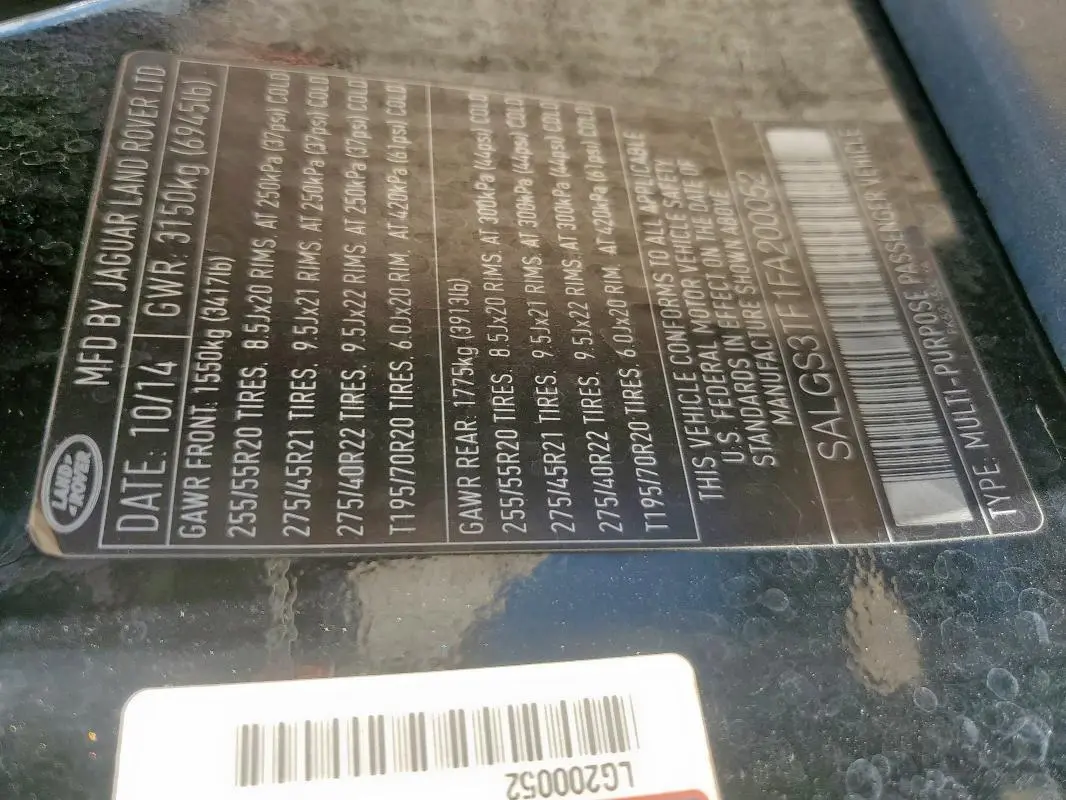 LAND
ROVER
MFD BY JAGUAR LAND ROVER LTD
DATE: 10/14 | GWR: 3150kg (6945lb)
GAWR FRONT: 1550kg (3417lb)
255/55R20 TIRES. 8.5Jx20 RIMS. AT 250kPa (37psi) COLD
275/45R21 TIRES. 9.5Jx21 RIMS. AT 250kPa (37psi) COLD
275/40R22 TIRES. 9.5Jx22 RIMS. AT 250kPa (37psi) COLD
T195/70R20 TIRES. 6.0Jx20 RIM. AT 420kPa (61psi) COLD
GAWR REAR: 1775kg (3913lb)
255/55R20 TIRES. 8.5Jx20 RIMS. AT 300kPa (44psi) COLD
275/45R21 TIRES. 9.5Jx21 RIMS. AT 300kPa (44psi) COLD
275/40R22 TIRES. 9.5Jx22 RIMS. AT 300kPa (44psi) COLD
T195/70R20 TIRES. 6.0Jx20 RIM. AT 420kPa (61psi) COLD
THIS VEHICLE CONFORMS TO ALL APPLICABLE
U.S. FEDERAL MOTOR VEHICLE SAFETY
STANDARDS IN EFFECT ON THE DATE OF
MANUFACTURE SHOWN ABOVE
SALGS3TF1FA200052
TYPE: MULTI-PURPOSE PASSENGER VEHICLE
LG200052